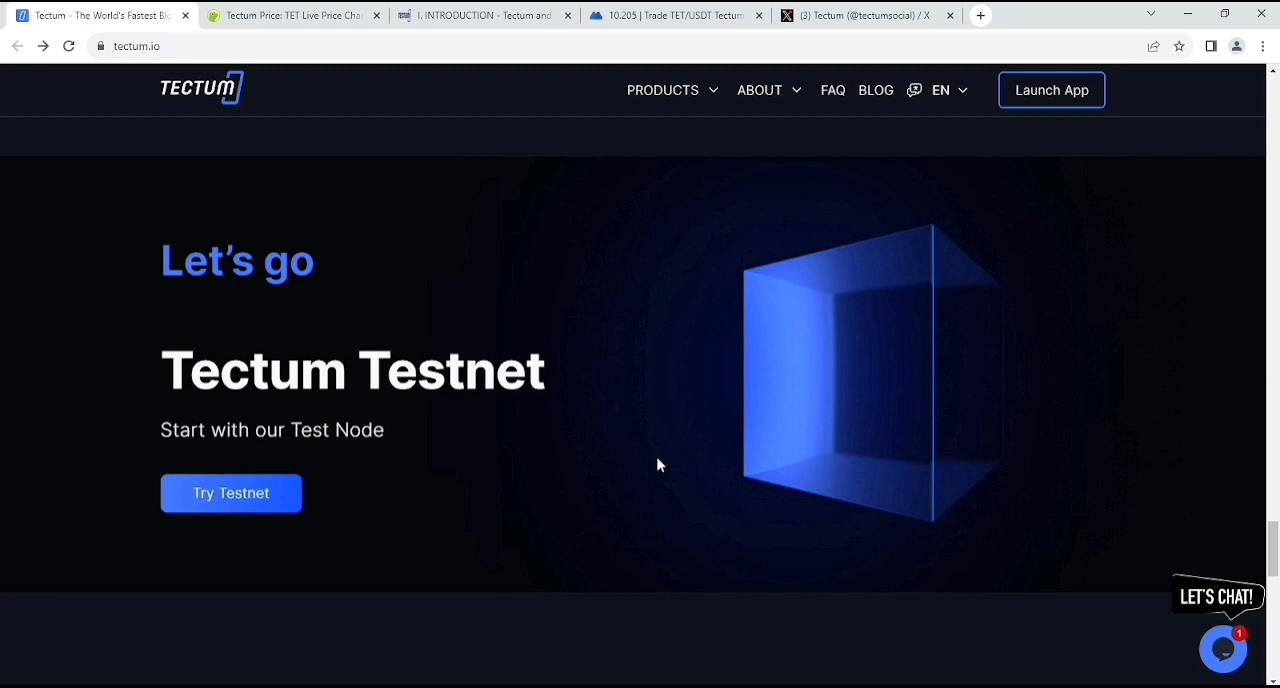 Tectum - The World's Fastest Blo
Tectum Price: TET Live Price Cha
I. INTRODUCTION - Tectum and
10.205 | Trade TET/USDT Tectum
(3) Tectum (@tectumsocial) / X
tectum.io
TECTUM
PRODUCTS
ABOUT
FAQ
BLOG
EN
Launch App
Let's go
Tectum Testnet
Start with our Test Node
Try Testnet
LET'S CHAT!
1